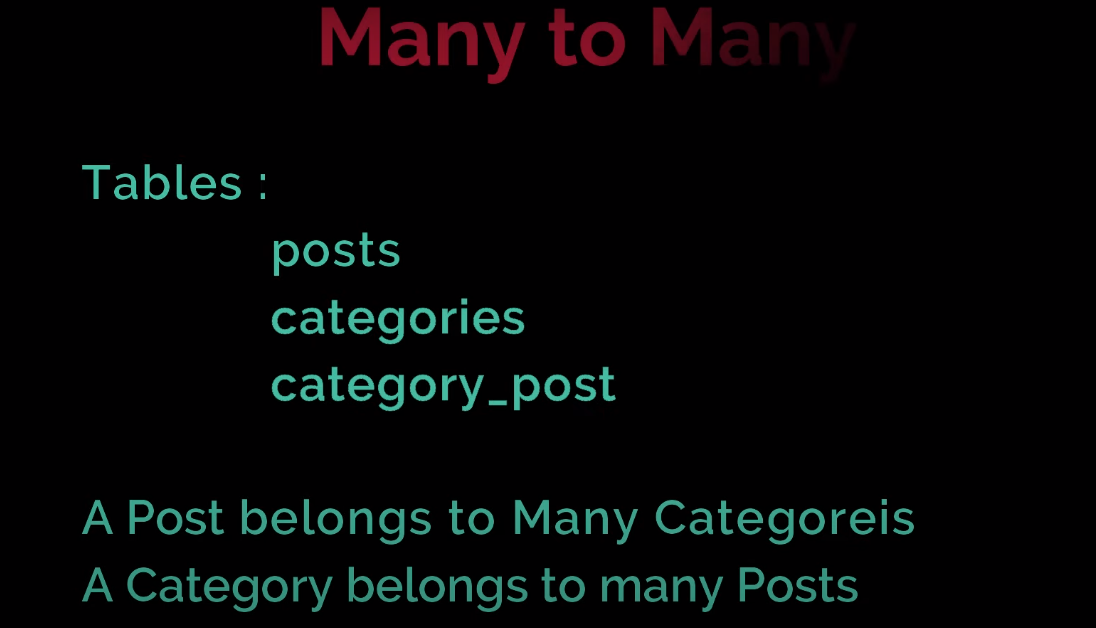 Many to Many
Tables :
posts
categories
category_post
A Post belongs to Many Categoreis
A Category belongs to many Posts